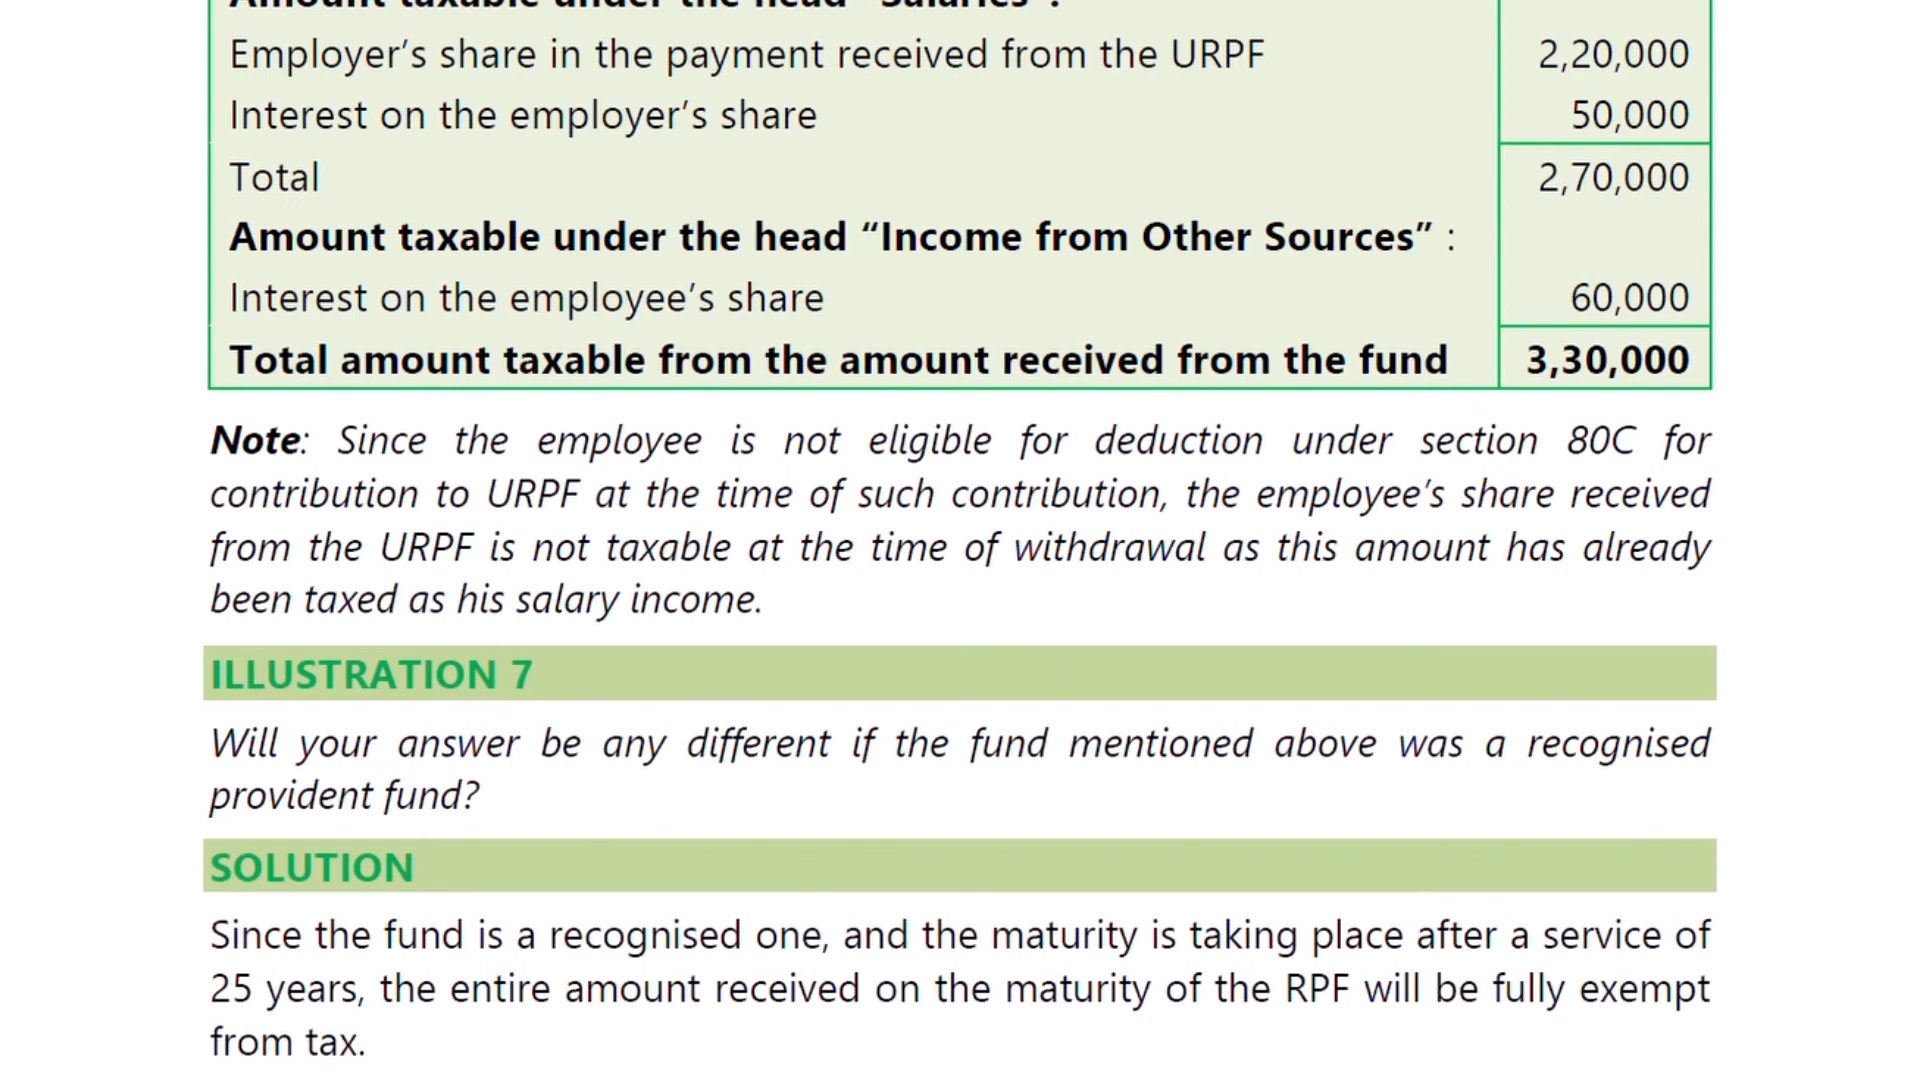 Amount taxable under the head “Salaries” :
Employer’s share in the payment received from the URPF 2,20,000
Interest on the employer’s share 50,000
Total 2,70,000
Amount taxable under the head “Income from Other Sources” :
Interest on the employee’s share 60,000
Total amount taxable from the amount received from the fund 3,30,000
Note: Since the employee is not eligible for deduction under section 80C for
contribution to URPF at the time of such contribution, the employee’s share received
from the URPF is not taxable at the time of withdrawal as this amount has already
been taxed as his salary income.
ILLUSTRATION 7
Will your answer be any different if the fund mentioned above was a recognised
provident fund?
SOLUTION
Since the fund is a recognised one, and the maturity is taking place after a service of
25 years, the entire amount received on the maturity of the RPF will be fully exempt
from tax.